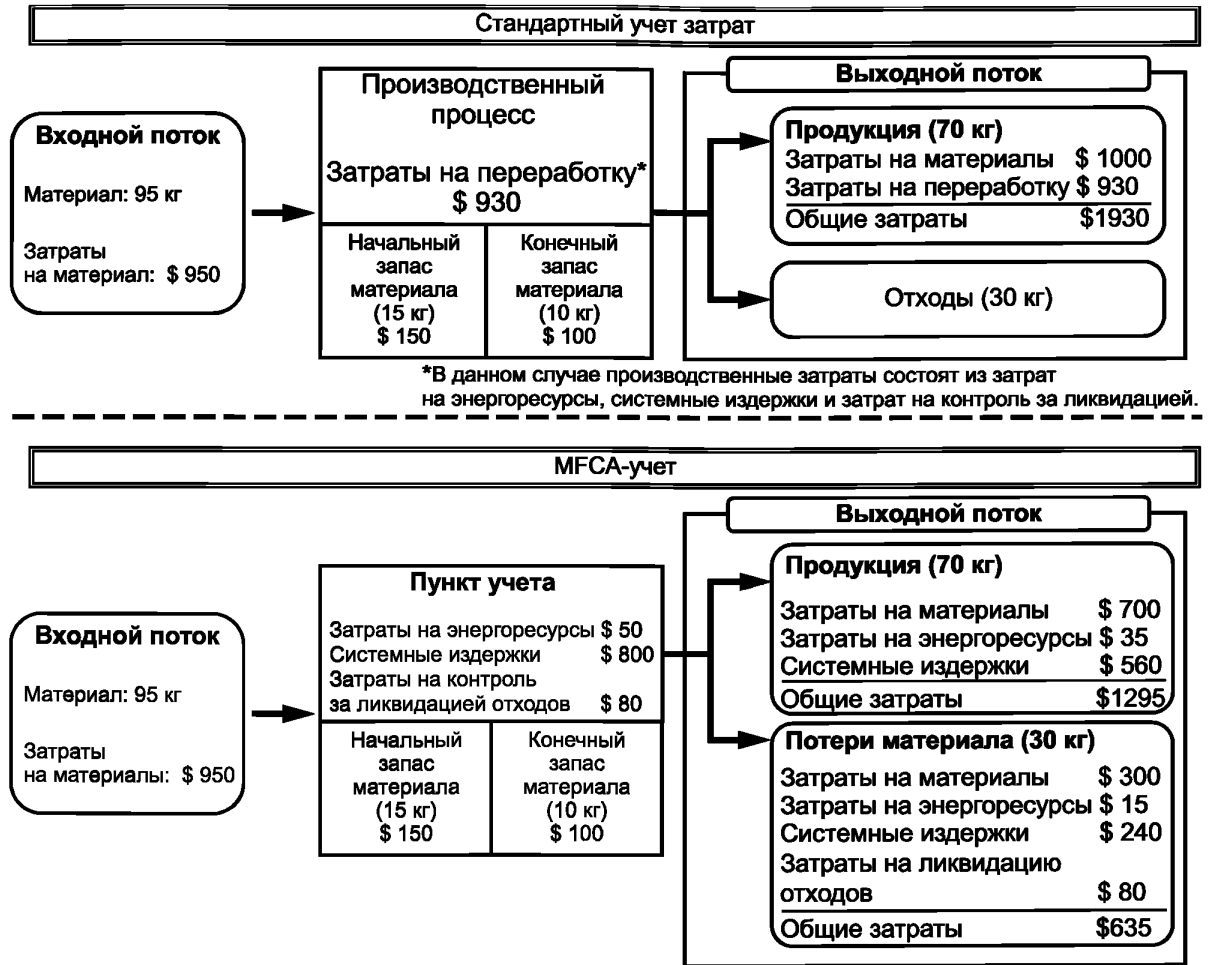 Стандартный учет затрат
Входной поток
Материал: 95 кг
Затраты
на материал: $ 950
Производственный
процесс
Затраты на переработку*
$ 930
Начальный
запас
материала
(15 кг)
$ 150
Конечный
запас
материала
(10 кг)
$ 100
Выходной поток
Продукция (70 кг)
Затраты на материалы $ 1000
Затраты на переработку $ 930
Общие затраты $1930
Отходы (30 кг)
*В данном случае производственные затраты состоят из затрат
на энергоресурсы, системные издержки и затрат на контроль за ликвидацией.
MFCA-учет
Входной поток
Материал: 95 кг
Затраты
на материалы: $ 950
Пункт учета
Затраты на энергоресурсы $ 50
Системные издержки $ 800
Затраты на контроль
за ликвидацией отходов $ 80
Начальный
запас
материала
(15 кг)
$ 150
Конечный
запас
материала
(10 кг)
$ 100
Выходной поток
Продукция (70 кг)
Затраты на материалы $ 700
Затраты на энергоресурсы $ 35
Системные издержки $ 560
Общие затраты $1295
Потери материала (30 кг)
Затраты на материалы $ 300
Затраты на энергоресурсы $ 15
Системные издержки $ 240
Затраты на ликвидацию
отходов $ 80
Общие затраты $635